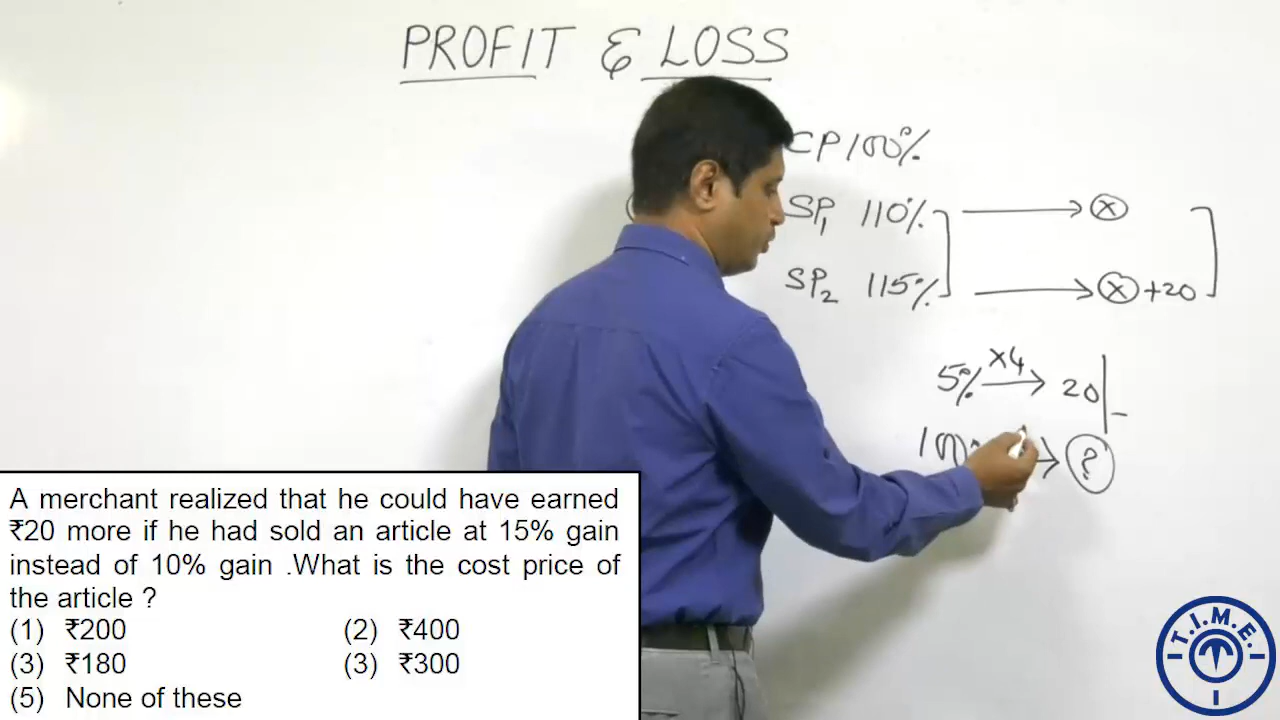 PROFIT & LOSS
CP 100%
SP1 110% → x
SP2 115% → x +20
5% x4 → 20
→ ?
A merchant realized that he could have earned
₹20 more if he had sold an article at 15% gain
instead of 10% gain .What is the cost price of
the article ?
(1) ₹200 (2) ₹400
(3) ₹180 (3) ₹300
(5) None of these
T.I.M.E.